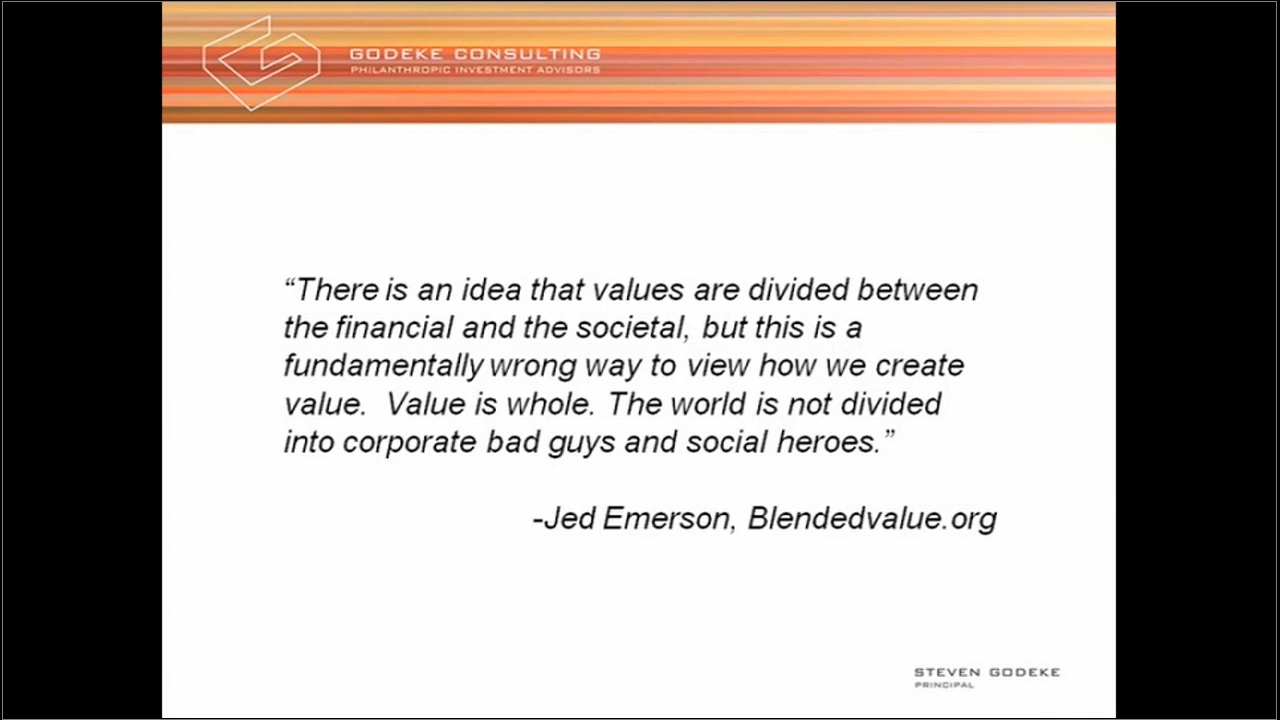 GODEKE CONSULTING
PHILANTHROPIC INVESTMENT ADVISORS
“There is an idea that values are divided between
the financial and the societal, but this is a
fundamentally wrong way to view how we create
value.  Value is whole. The world is not divided
into corporate bad guys and social heroes.”
-Jed Emerson, Blendedvalue.org
STEVEN GODEKE
PRINCIPAL